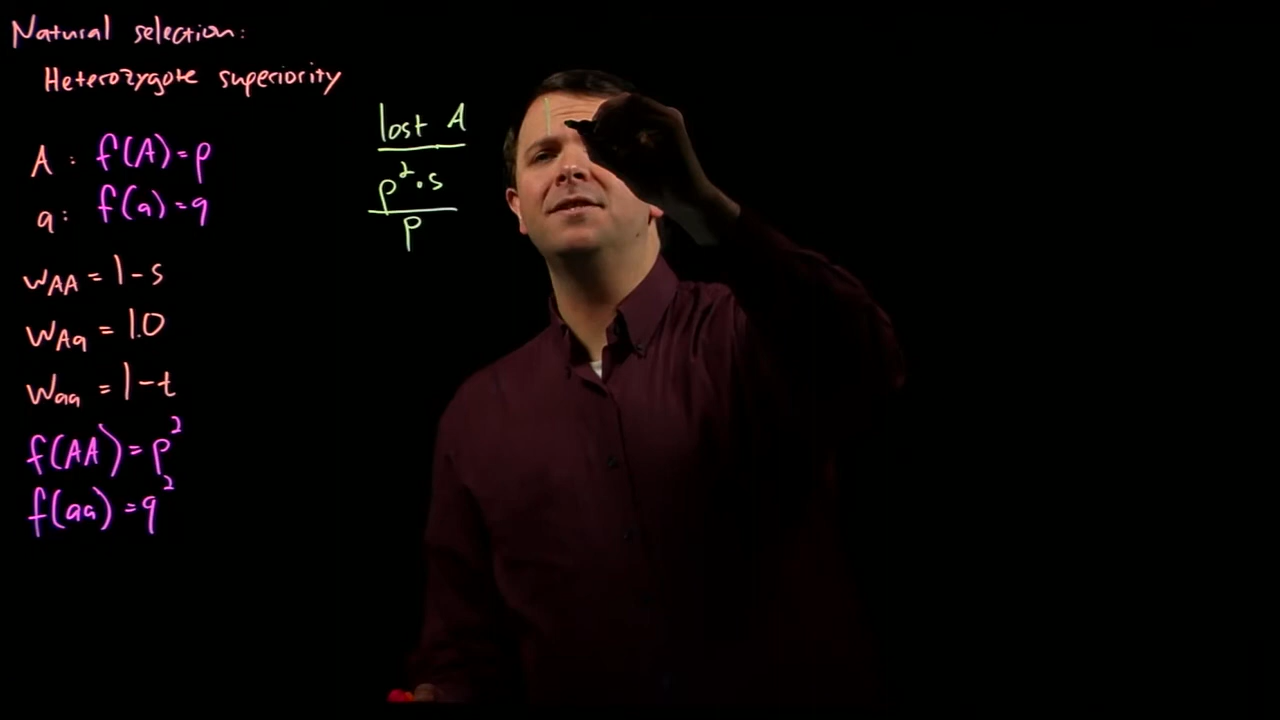 Natural selection:
Heterozygote superiority
A: f(A)=p
a: f(a)=q
wAA = 1-s
wAa = 1.0
waa = 1-t
f(AA)=p²
f(aa)=q²
lost A
p²·s
p
l